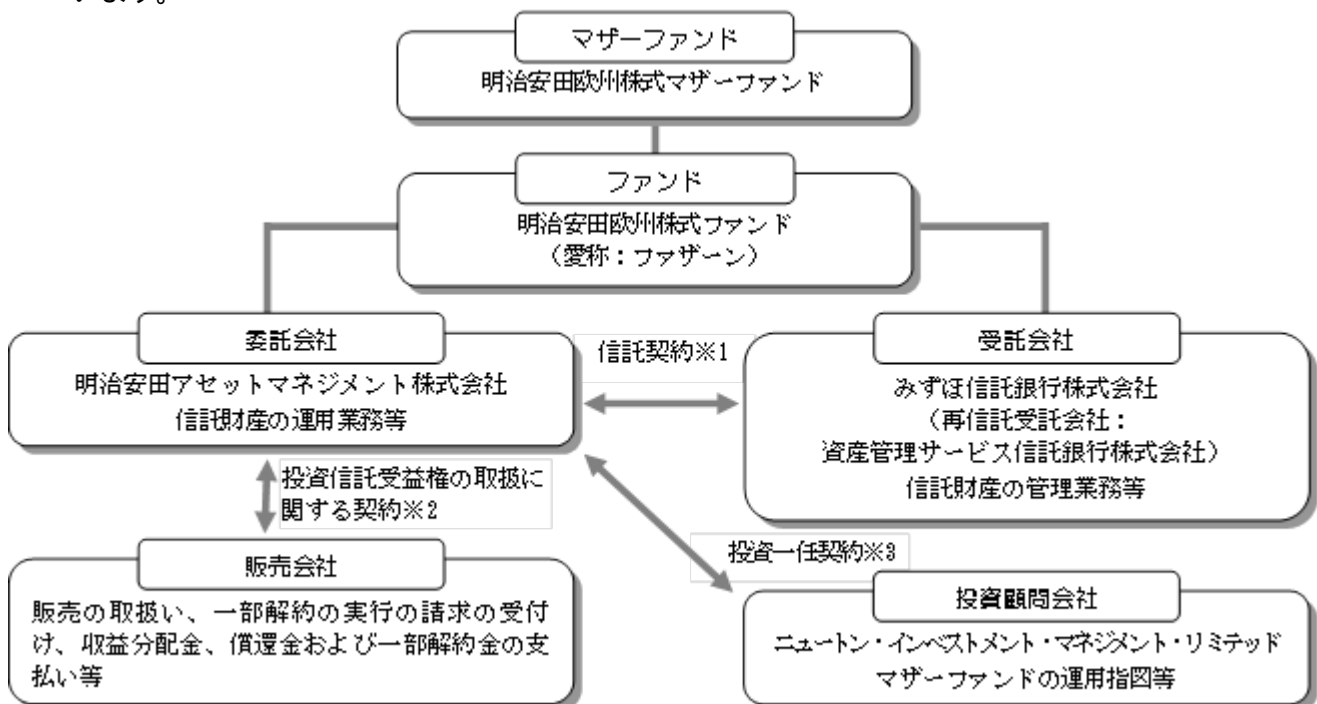 います。
マザーファンド
明治安田欧州株式マザーファンド
ファンド
明治安田欧州株式ファンド
（愛称：ファザーン）
委託会社
明治安田アセットマネジメント株式会社
信託財産の運用業務等
信託契約※1
受託会社
みずほ信託銀行株式会社
（再信託受託会社：
資産管理サービス信託銀行株式会社）
信託財産の管理業務等
投資信託受益権の取扱に
関する契約※2
投資一任契約※3
販売会社
販売の取扱い、一部解約の実行の請求の受付
け、収益分配金、償還金および一部解約金の支
払い等
投資顧問会社
ニュートン・インベストメント・マネジメント・リミテッド
マザーファンドの運用指図等